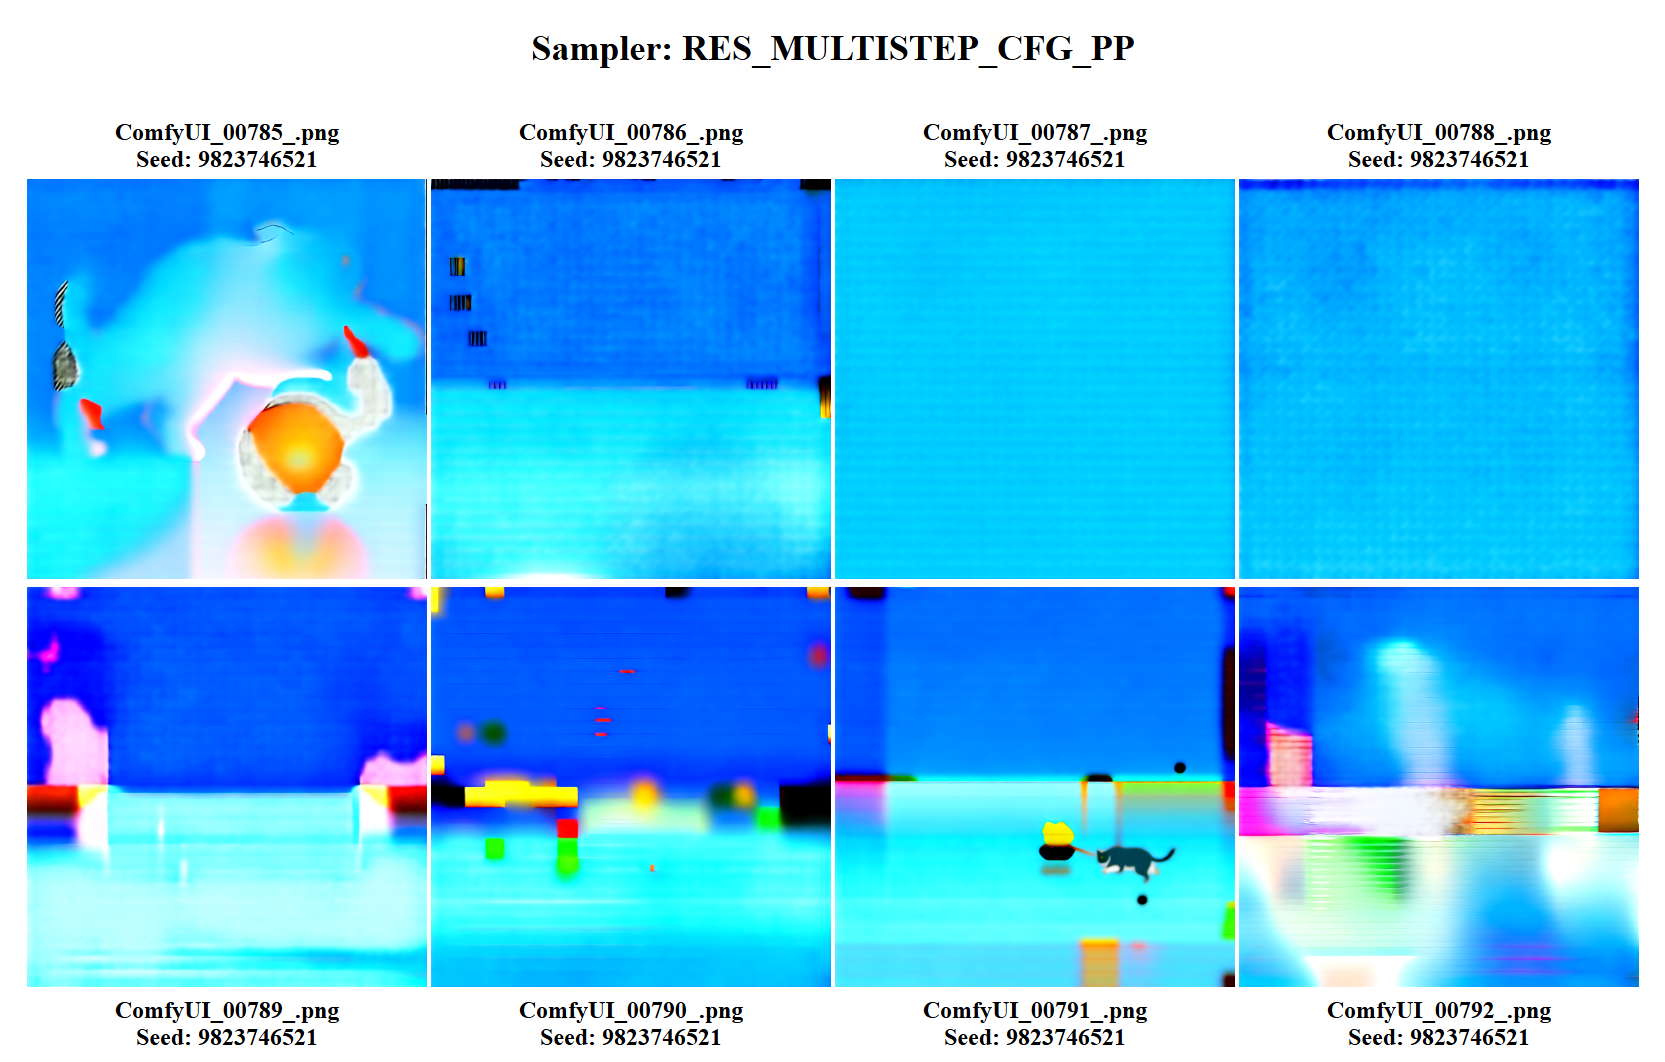 Sampler: RES_MULTISTEP_CFG_PP
ComfyUI_00785_.png
Seed: 9823746521
ComfyUI_00786_.png
Seed: 9823746521
ComfyUI_00787_.png
Seed: 9823746521
ComfyUI_00788_.png
Seed: 9823746521
ComfyUI_00789_.png
Seed: 9823746521
ComfyUI_00790_.png
Seed: 9823746521
ComfyUI_00791_.png
Seed: 9823746521
ComfyUI_00792_.png
Seed: 9823746521